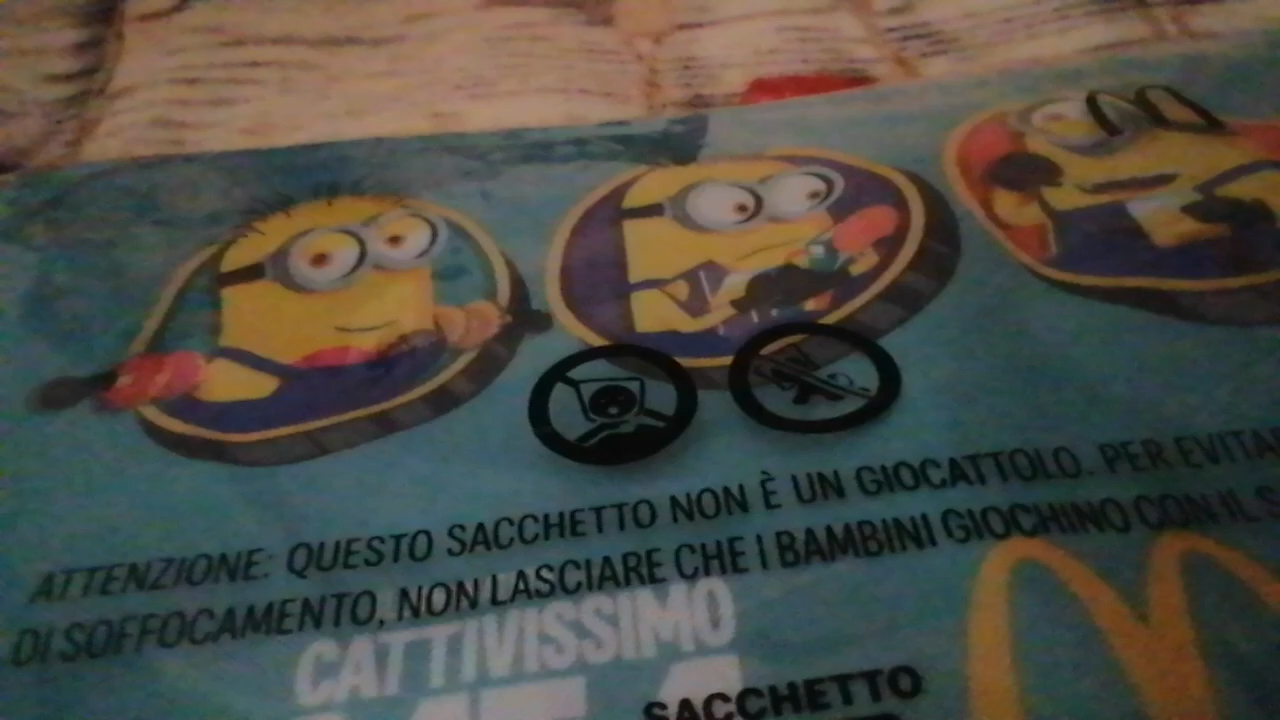 ATTENZIONE: QUESTO SACCHETTO NON È UN GIOCATTOLO. PER EVITA
DI SOFFOCAMENTO, NON LASCIARE CHE I BAMBINI GIOCHINO CON IL S
CATTIVISSIMO
SACCHETTO